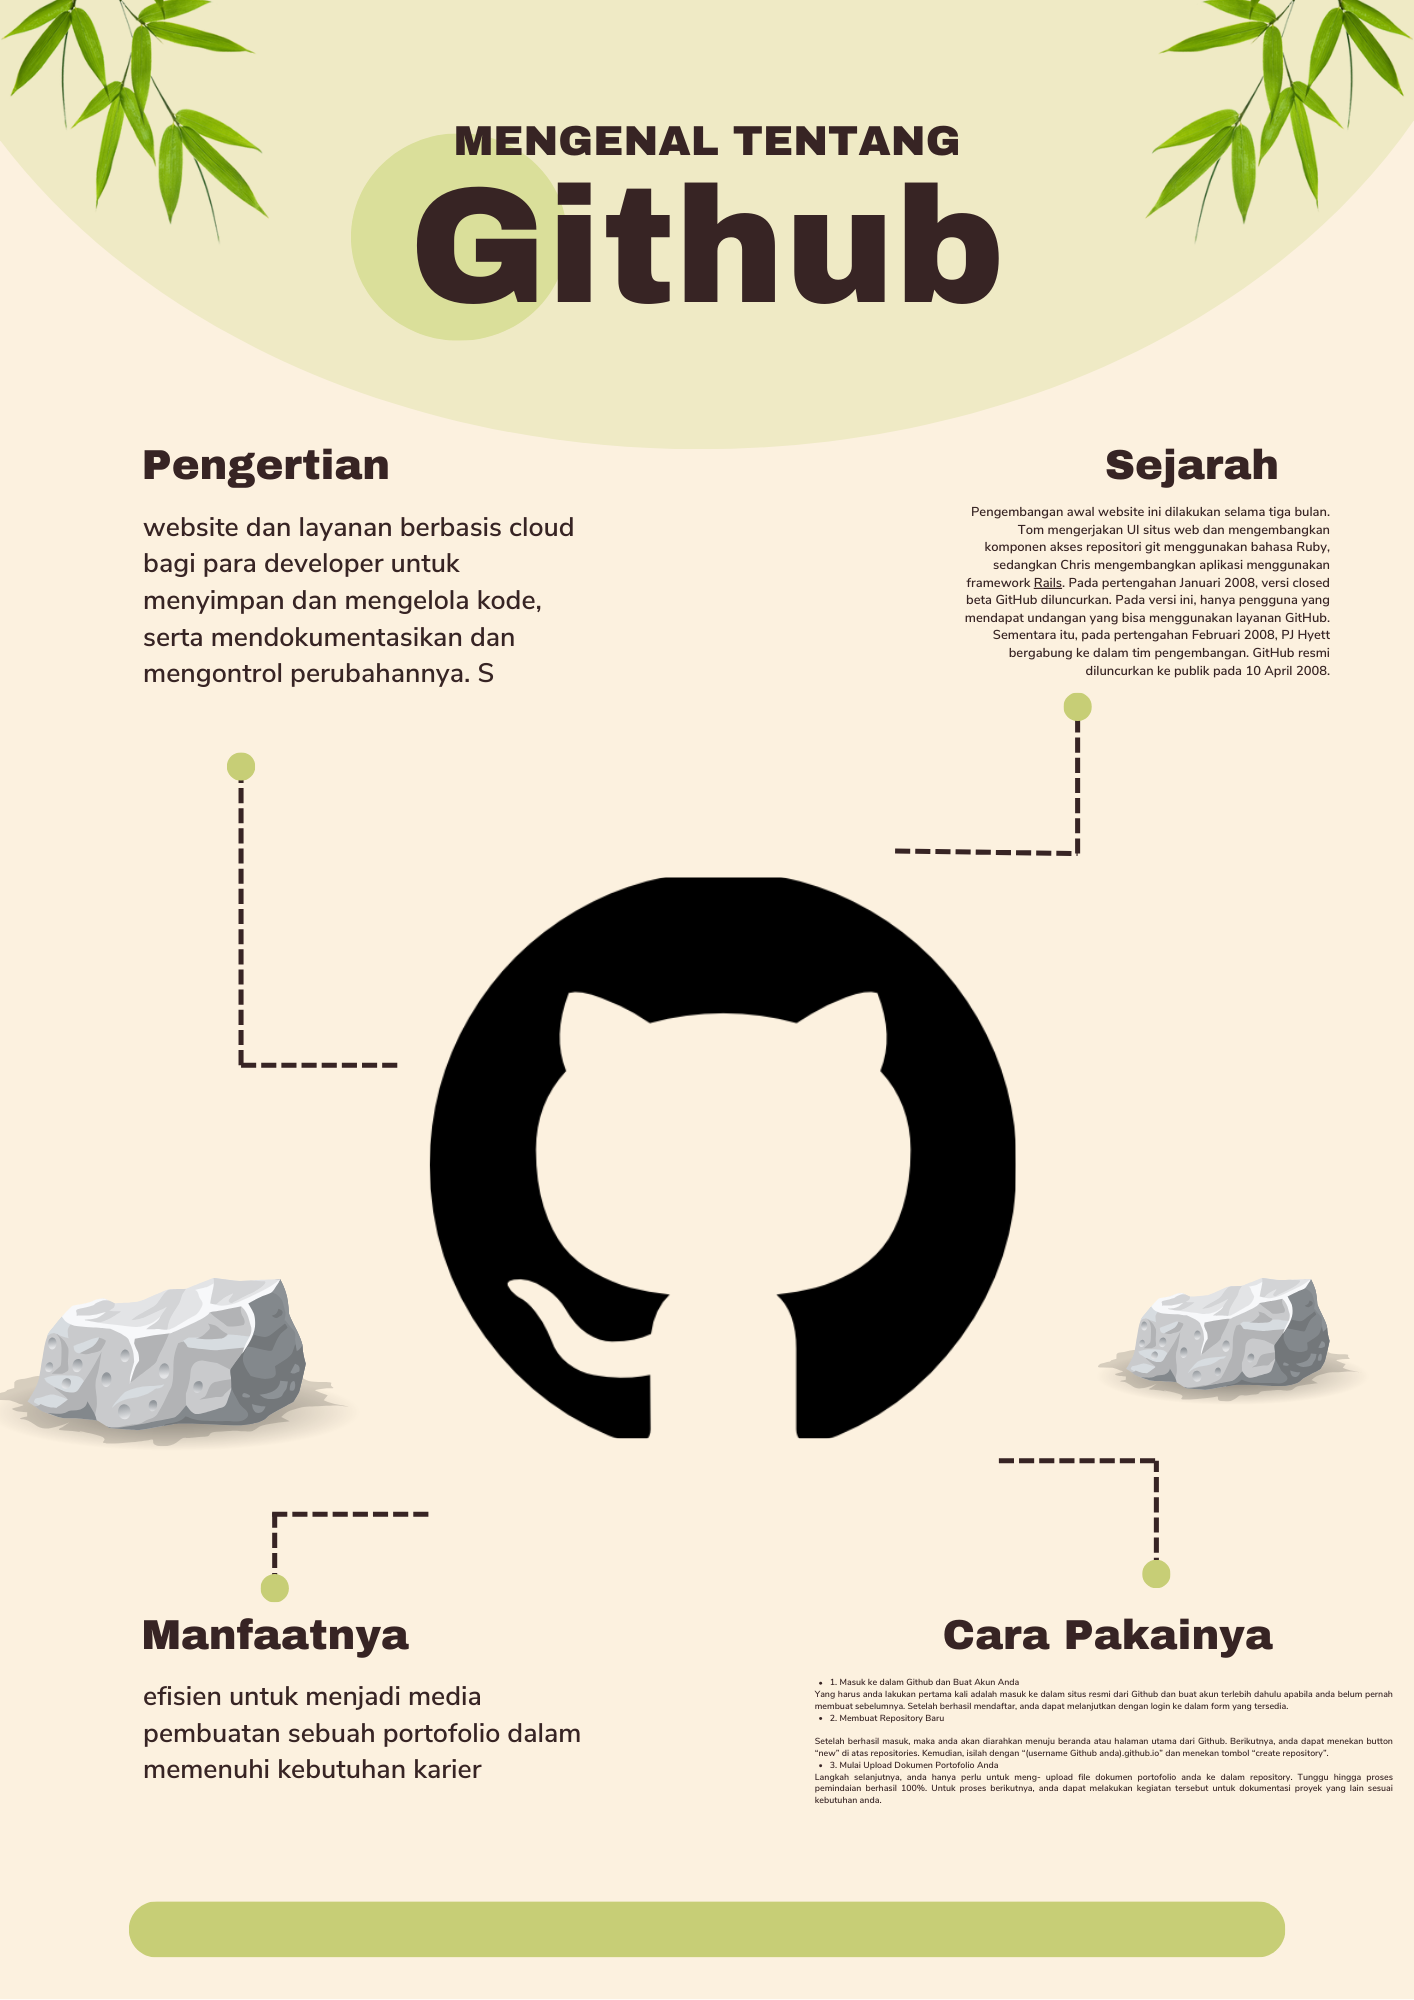 MENGENAL TENTANG
Github
Pengertian
website dan layanan berbasis cloud
bagi para developer untuk
menyimpan dan mengelola kode,
serta mendokumentasikan dan
mengontrol perubahannya. S
Sejarah
Pengembangan awal website ini dilakukan selama tiga bulan.
Tom mengerjakan UI situs web dan mengembangkan
komponen akses repositori git menggunakan bahasa Ruby,
sedangkan Chris mengembangkan aplikasi menggunakan
framework Rails. Pada pertengahan Januari 2008, versi closed
beta GitHub diluncurkan. Pada versi ini, hanya pengguna yang
mendapat undangan yang bisa menggunakan layanan GitHub.
Sementara itu, pada pertengahan Februari 2008, PJ Hyett
bergabung ke dalam tim pengembangan. GitHub resmi
diluncurkan ke publik pada 10 April 2008.
Manfaatnya
efisien untuk menjadi media
pembuatan sebuah portofolio dalam
memenuhi kebutuhan karier
Cara Pakainya
• 1. Masuk ke dalam Github dan Buat Akun Anda
Yang harus anda lakukan pertama kali adalah masuk ke dalam situs resmi dari Github dan buat akun terlebih dahulu apabila anda belum pernah
membuat sebelumnya. Setelah berhasil mendaftar, anda dapat melanjutkan dengan login ke dalam form yang tersedia.
• 2. Membuat Repository Baru
Setelah berhasil masuk, maka anda akan diarahkan menuju beranda atau halaman utama dari Github. Berikutnya, anda dapat menekan button
“new” di atas repositories. Kemudian, isilah dengan “(username Github anda).github.io” dan menekan tombol “create repository”.
• 3. Mulai Upload Dokumen Portofolio Anda
Langkah selanjutnya, anda hanya perlu untuk meng- upload file dokumen portofolio anda ke dalam repository. Tunggu hingga proses
pemindaian berhasil 100%. Untuk proses berikutnya, anda dapat melakukan kegiatan tersebut untuk dokumentasi proyek yang lain sesuai
kebutuhan anda.